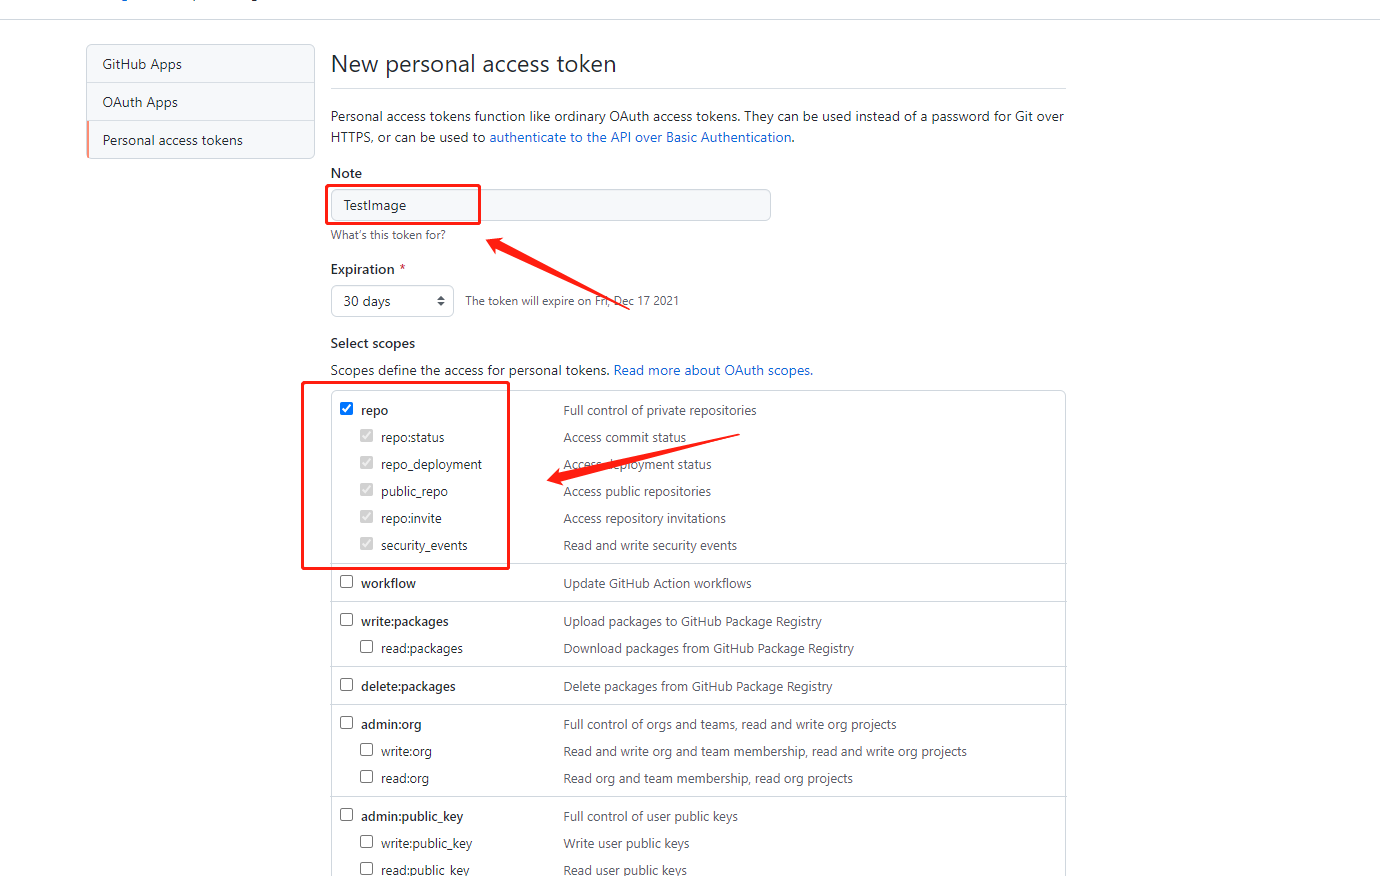 GitHub Apps
OAuth Apps
Personal access tokens
New personal access token
Personal access tokens function like ordinary OAuth access tokens. They can be used instead of a password for Git over
HTTPS, or can be used to authenticate to the API over Basic Authentication.
Note
TestImage
What's this token for?
Expiration *
30 days The token will expire on Fri, Dec 17 2021
Select scopes
Scopes define the access for personal tokens. Read more about OAuth scopes.
repo Full control of private repositories
repo:status Access commit status
repo_deployment Access deployment status
public_repo Access public repositories
repo:invite Access repository invitations
security_events Read and write security events
workflow Update GitHub Action workflows
write:packages Upload packages to GitHub Package Registry
read:packages Download packages from GitHub Package Registry
delete:packages Delete packages from GitHub Package Registry
admin:org Full control of orgs and teams, read and write org projects
write:org Read and write org and team membership, read and write org projects
read:org Read org and team membership, read org projects
admin:public_key Full control of user public keys
write:public_key Write user public keys
read:public_key Read user public keys